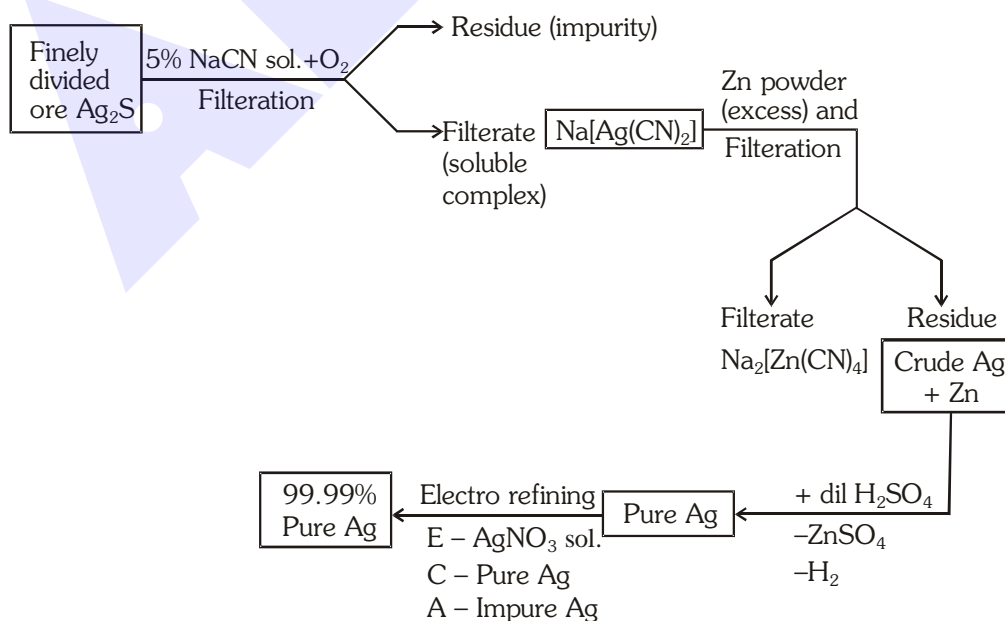 Finely
divided
ore Ag₂S
5% NaCN sol.+O₂
Filteration
Residue (impurity)
Filterate
(soluble
complex)
Na[Ag(CN)₂]
Zn powder
(excess) and
Filteration
Filterate
Na₂[Zn(CN)₄]
Residue
Crude Ag
+ Zn
+ dil H₂SO₄
–ZnSO₄
–H₂
Pure Ag
Electro refining
E – AgNO₃ sol.
C – Pure Ag
A – Impure Ag
99.99%
Pure Ag